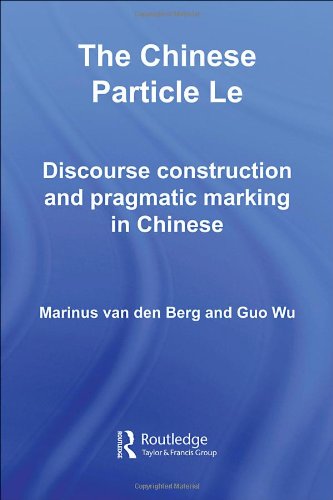 The Chinese
Particle Le
Discourse construction
and pragmatic marking
in Chinese
Marinus van den Berg and Guo Wu
ROUTLEDGE
Routledge
Taylor & Francis Group